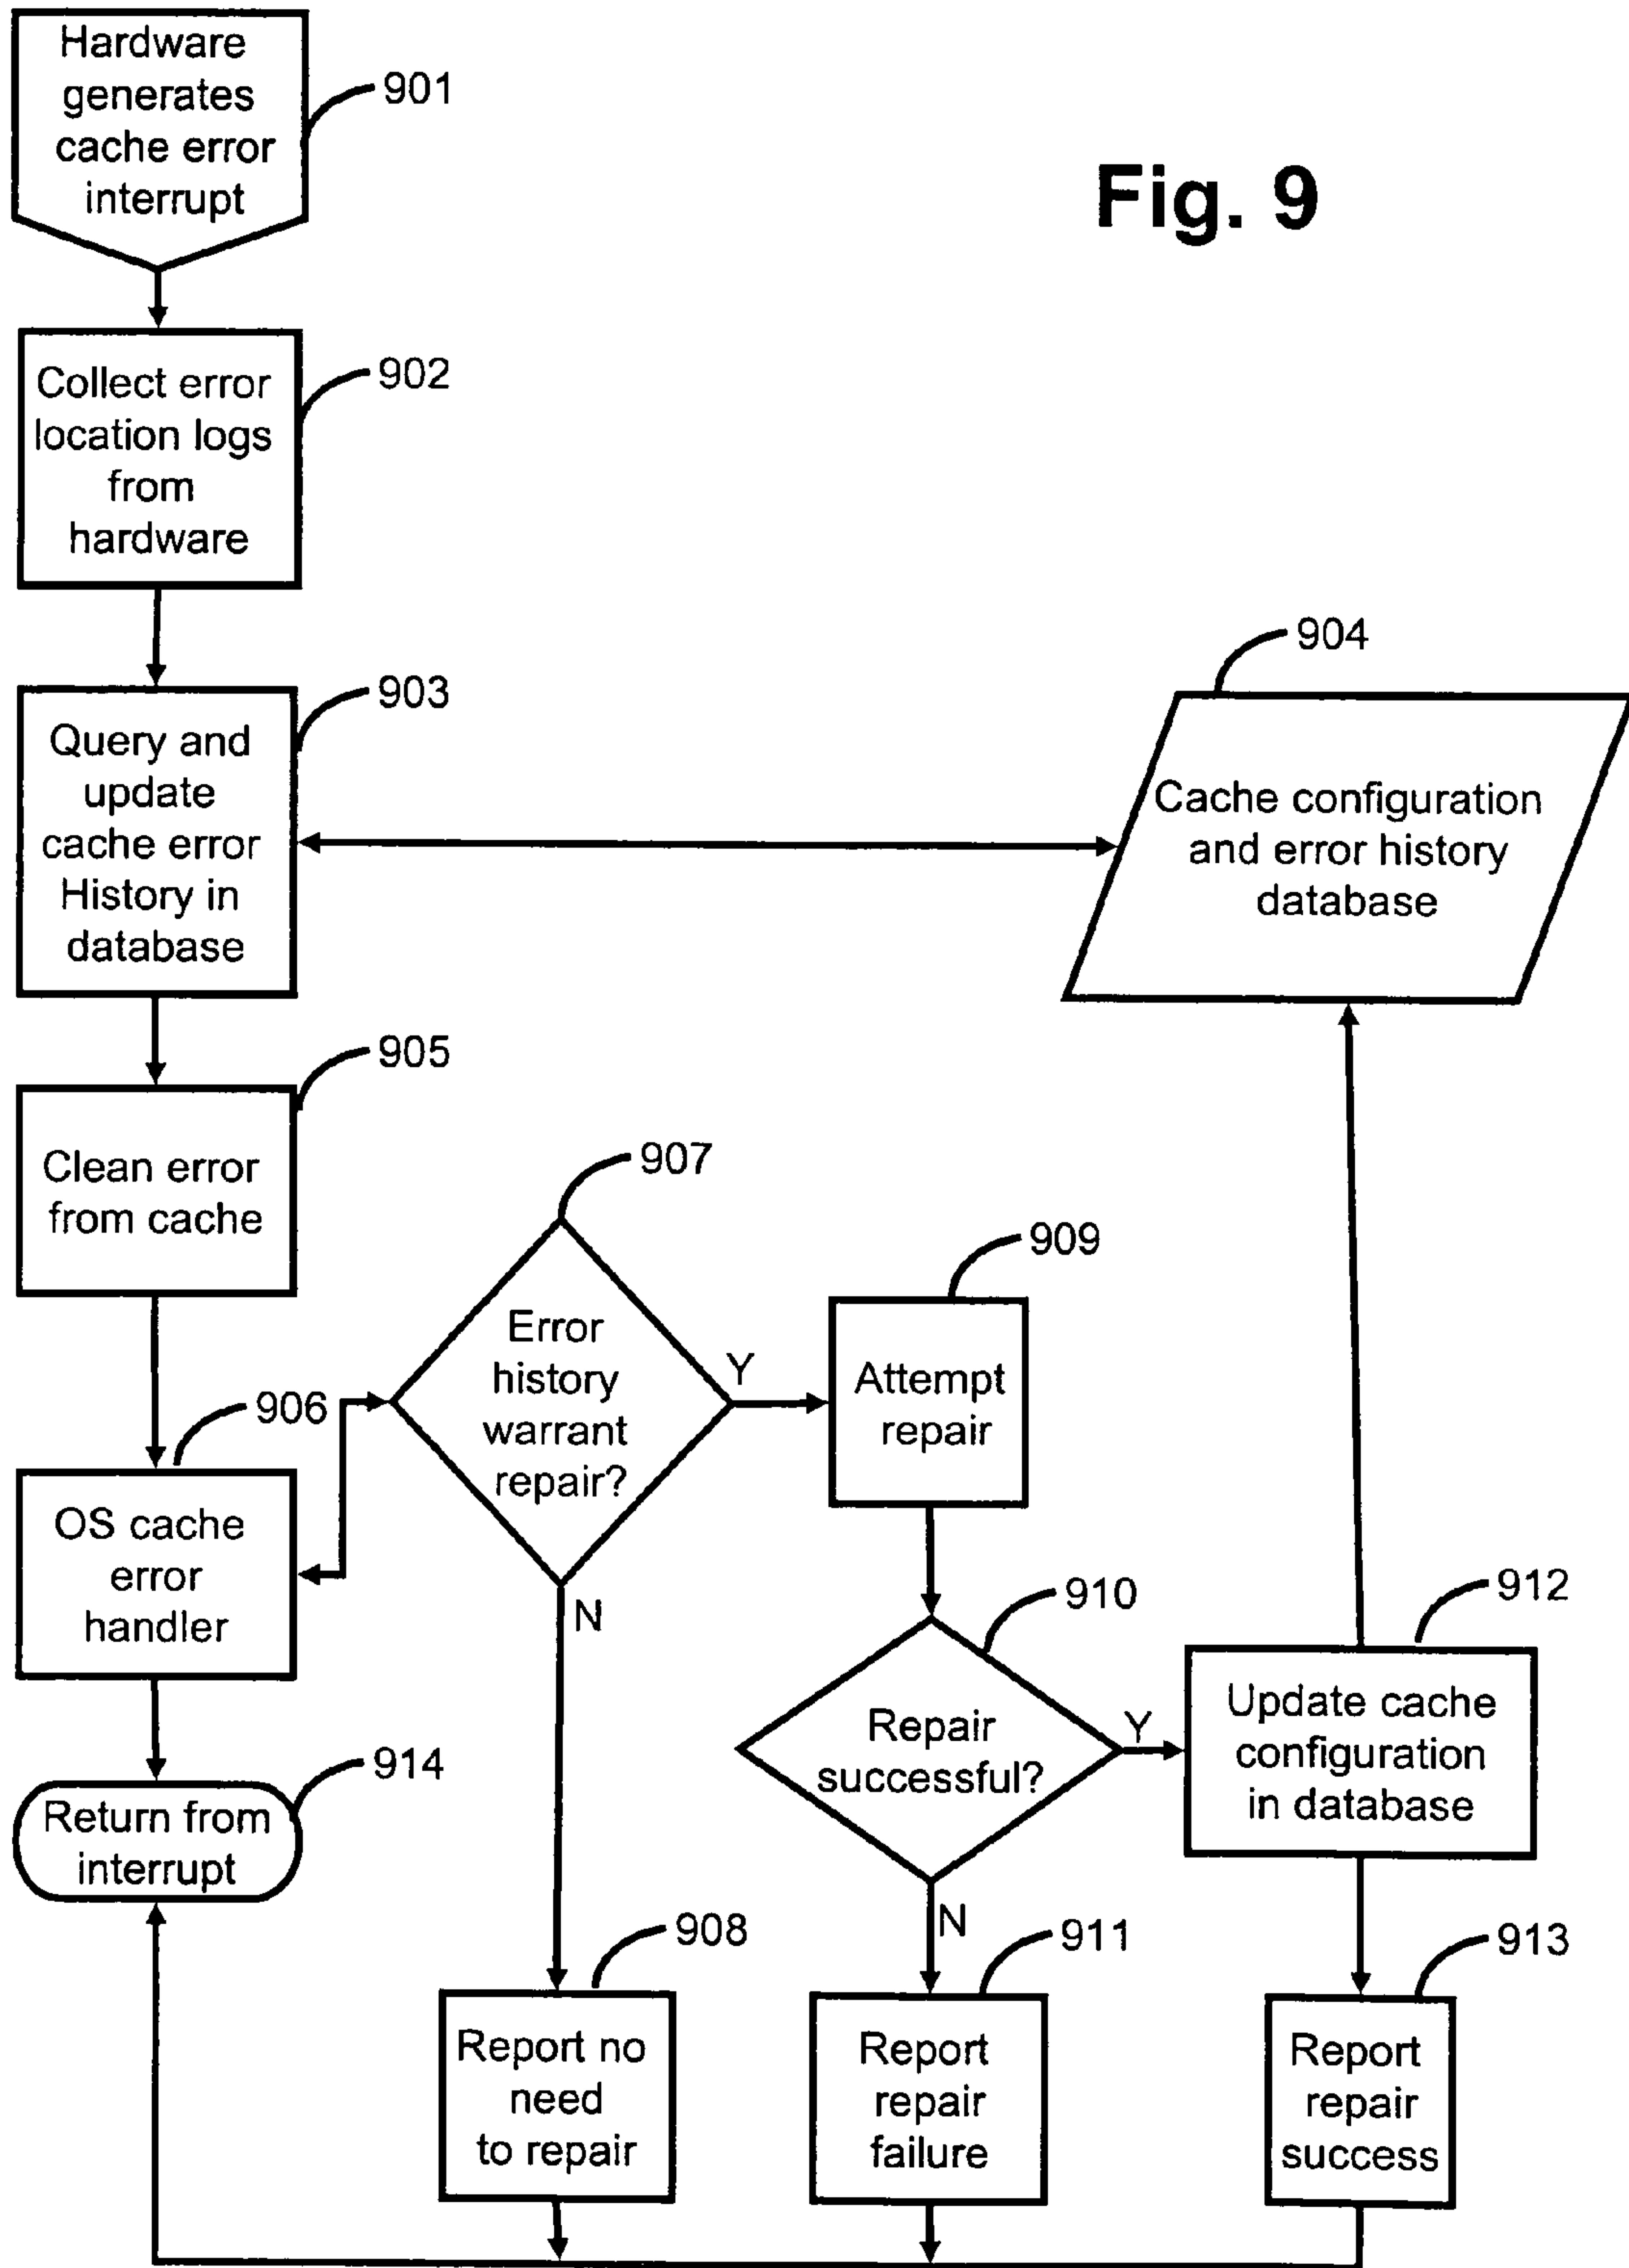 Hardware
generates
cache error
interrupt
901
Fig. 9
Collect error
location logs
from
hardware
902
Query and
update
cache error
History in
database
903
904
Cache configuration
and error history
database
Clean error
from cache
905
907
Error
history
warrant
repair?
Y
N
909
Attempt
repair
906
OS cache
error
handler
910
Repair
successful?
Y
N
912
Update cache
configuration
in database
914
Return from
interrupt
908
Report no
need
to repair
911
Report
repair
failure
913
Report
repair
success